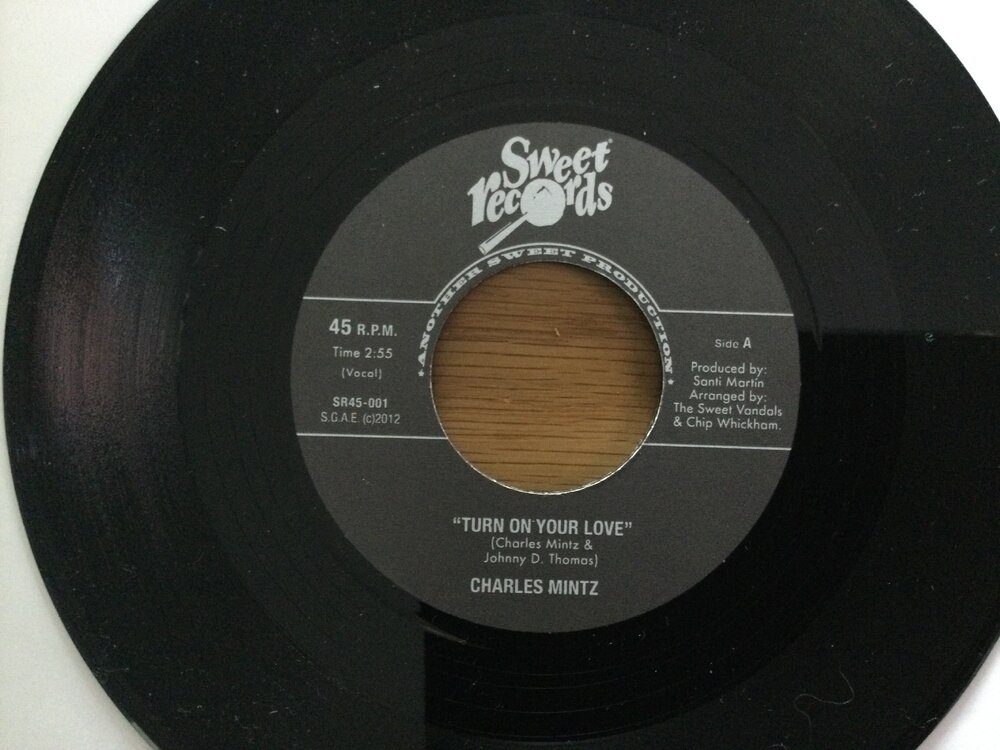 Sweet
records
★ ANOTHER SWEET PRODUCTION ★
45 R.P.M.
Time 2:55
(Vocal)
SR45-001
S.G.A.E. (c)2012
Side A
Produced by:
Santi Martín
Arranged by:
The Sweet Vandals
& Chip Whickham.
“TURN ON YOUR LOVE”
(Charles Mintz &
Johnny D. Thomas)
CHARLES MINTZ